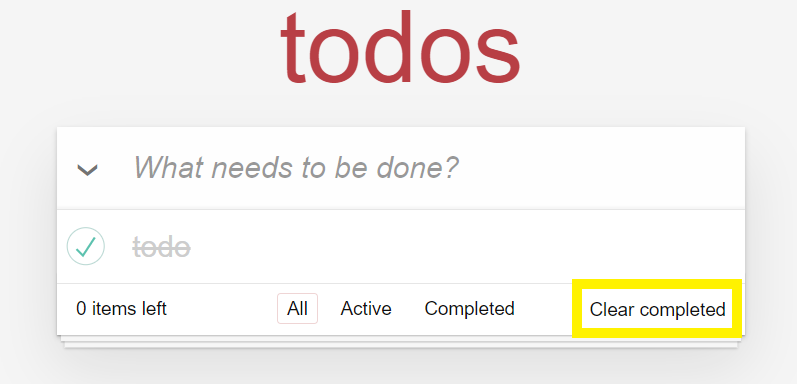 todos
What needs to be done?
todo
0 items left All Active Completed Clear completed